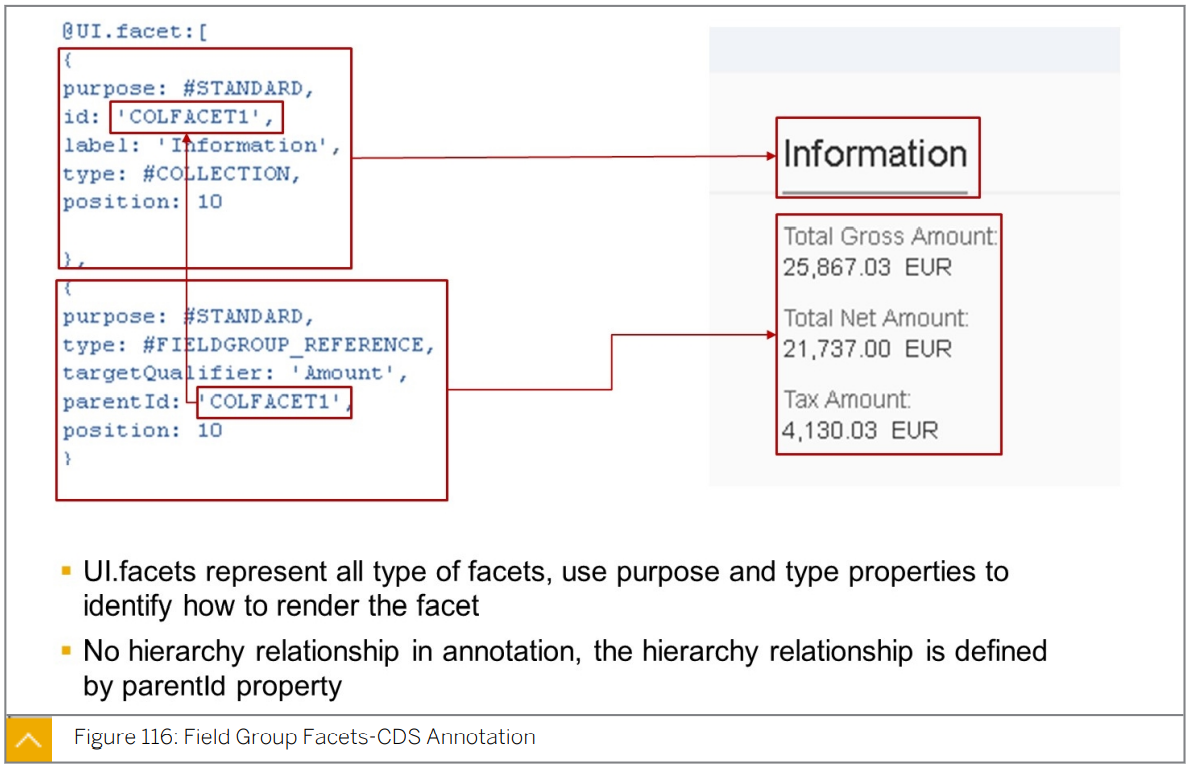 @UI.facet:[
{
purpose: #STANDARD,
id: 'COLFACET1',
label: 'Information',
type: #COLLECTION,
position: 10
},
{
purpose: #STANDARD,
type: #FIELDGROUP_REFERENCE,
targetQualifier: 'Amount',
parentId: 'COLFACET1',
position: 10
}
Information
Total Gross Amount:
25,867.03 EUR
Total Net Amount:
21,737.00 EUR
Tax Amount:
4,130.03 EUR
UI.facets represent all type of facets, use purpose and type properties to
identify how to render the facet
No hierarchy relationship in annotation, the hierarchy relationship is defined
by parentId property
Figure 116: Field Group Facets-CDS Annotation